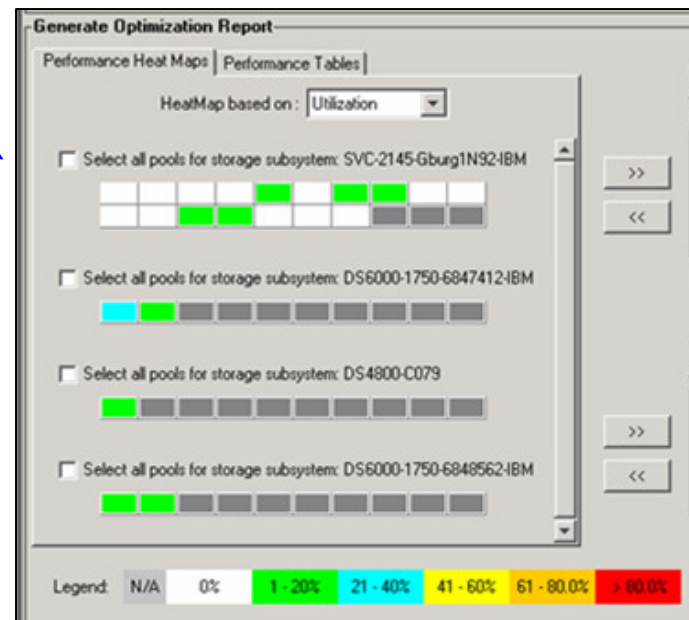 Generate Optimization Report
Performance Heat Maps Performance Tables
HeatMap based on : Utilization
Select all pools for storage subsystem: SVC-2145-Gburg1N92-IBM
>>
<<
Select all pools for storage subsystem: DS6000-1750-6847412-IBM
Select all pools for storage subsystem: DS4800-C079
>>
Select all pools for storage subsystem: DS6000-1750-6848562-IBM
<<
Legend: N/A 0% 1 - 20% 21 - 40% 41 - 60% 61 - 80.0% > 80.0%